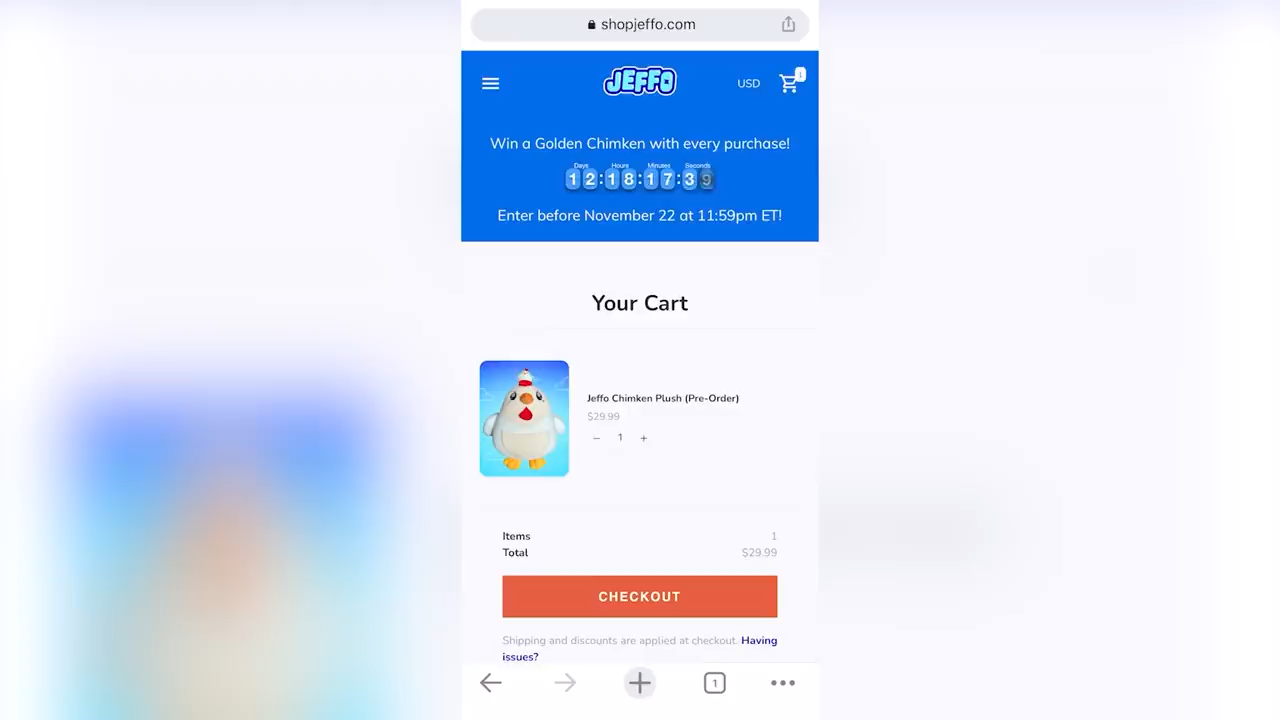 shopjeffo.com
JEFFO
USD
1
Win a Golden Chimken with every purchase!
Days Hours Minutes Seconds
12:18:17:39
Enter before November 22 at 11:59pm ET!
Your Cart
Jeffo Chimken Plush (Pre-Order)
$29.99
− 1 +
Items 1
Total $29.99
CHECKOUT
Shipping and discounts are applied at checkout. Having
issues?
1